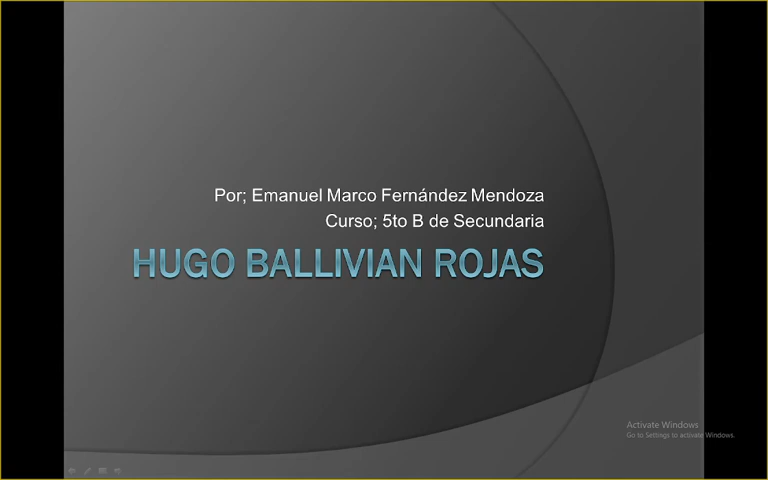 Por; Emanuel Marco Fernández Mendoza
Curso; 5to B de Secundaria
HUGO BALLIVIAN ROJAS
Activate Windows
Go to Settings to activate Windows.